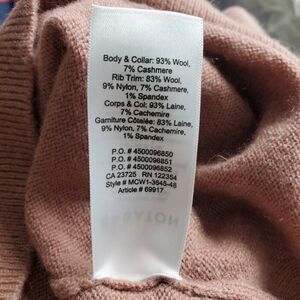 Body & Collar: 93% Wool,
7% Cashmere
Rib Trim: 83% Wool,
9% Nylon, 7% Cashmere,
1% Spandex
Corps & Col: 93% Laine,
7% Cachemire
Garniture Côtelée: 83% Laine,
9% Nylon, 7% Cachemire,
1% Spandex
P.O. # 4500096850
P.O. # 4500096851
P.O. # 4500096852
CA 23725 RN 122354
Style # MCW1-3645-48
Article # 69917
BABATON